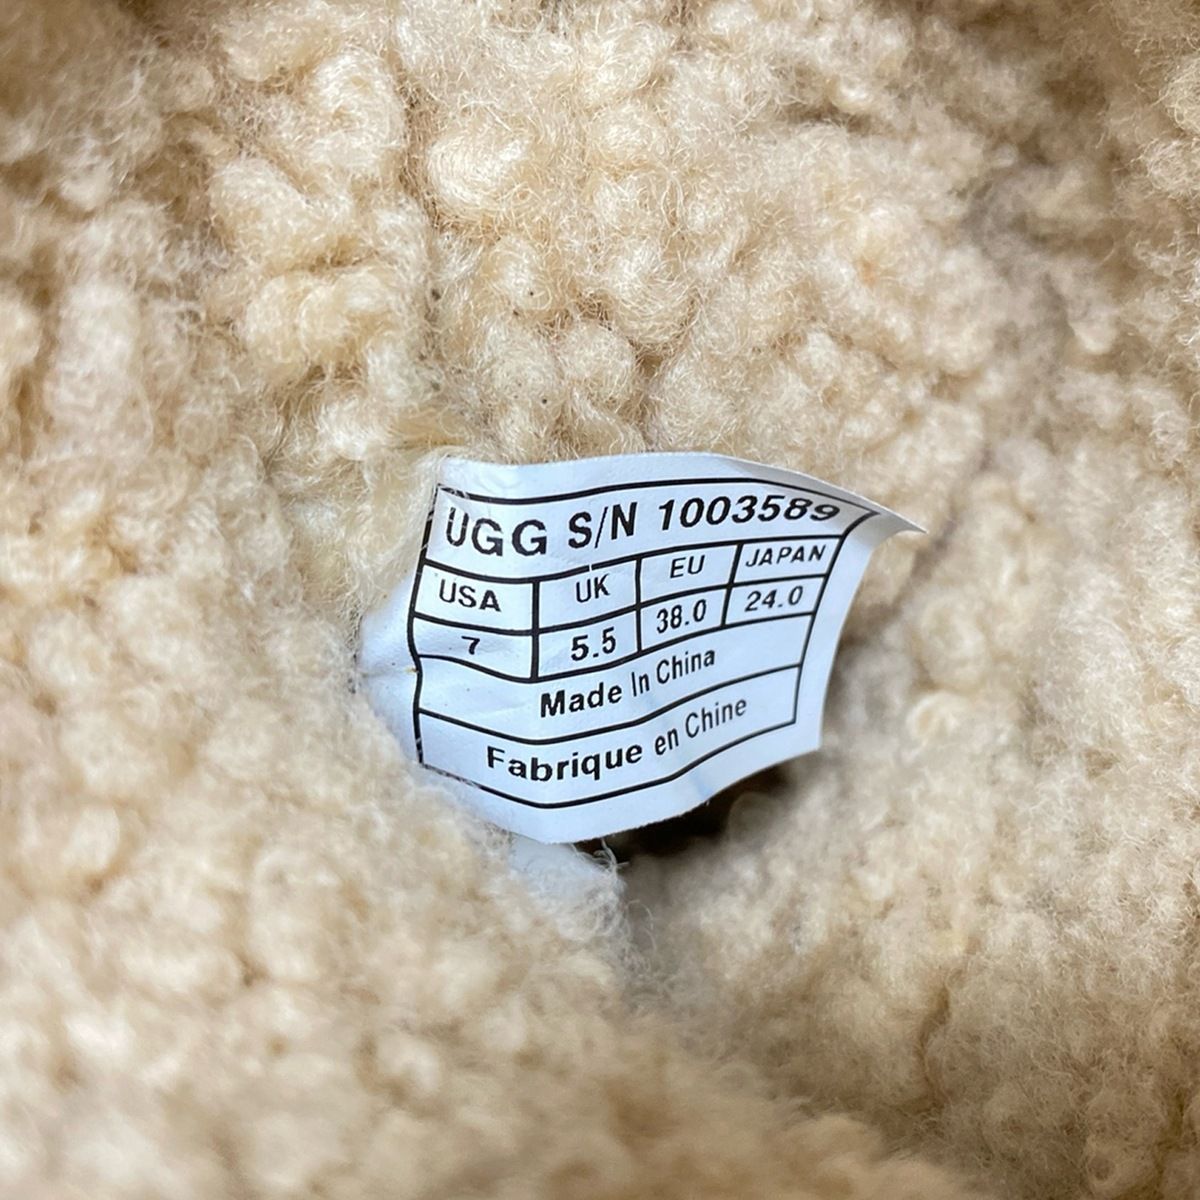 UGG S/N 1003589
USA UK EU JAPAN
7 5.5 38.0 24.0
Made In China
Fabrique en Chine